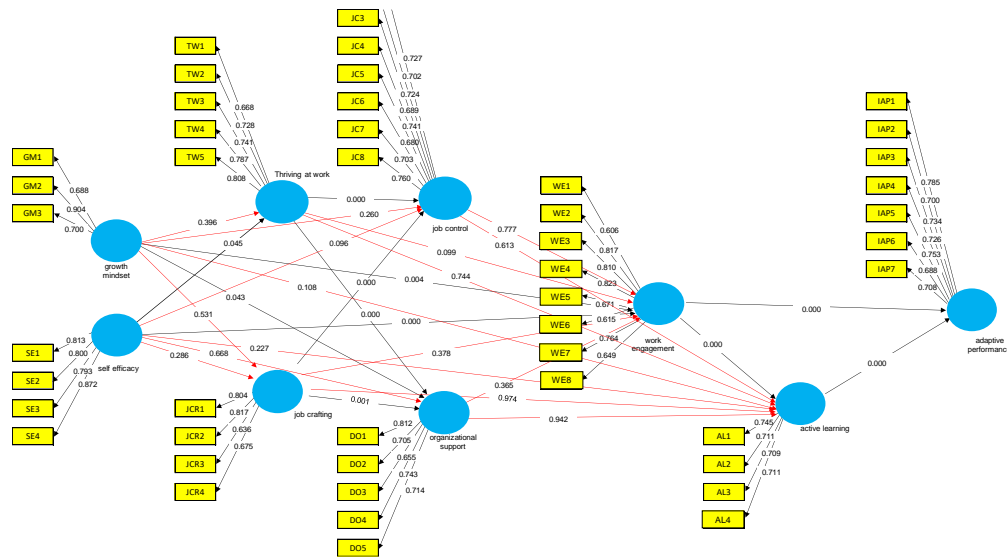 JC3
JC4
JC5
JC6
JC7
JC8
0.727
0.702
0.724
0.689
0.741
0.680
0.703
0.760
TW1
TW2
TW3
TW4
TW5
0.668
0.728
0.741
0.787
0.808
Thriving at work
job control
IAP1
IAP2
IAP3
IAP4
IAP5
IAP6
IAP7
0.785
0.700
0.734
0.726
0.753
0.688
0.708
adaptive
performance
GM1
GM2
GM3
0.688
0.904
0.700
growth
mindset
WE1
WE2
WE3
WE4
WE5
WE6
WE7
WE8
0.606
0.817
0.810
0.823
0.671
0.615
0.764
0.649
work
engagement
0.396
0.045
0.000
0.260
0.096
0.099
0.777
0.613
0.744
0.004
0.043
0.108
0.000
0.000
0.000
0.531
0.286
0.668
0.227
0.378
0.365
0.001
0.974
0.942
0.000
0.000
0.000
SE1
SE2
SE3
SE4
0.813
0.800
0.793
0.872
self efficacy
JCR1
JCR2
JCR3
JCR4
0.804
0.817
0.636
0.675
job crafting
DO1
DO2
DO3
DO4
DO5
0.812
0.705
0.655
0.743
0.714
organizational
support
AL1
AL2
AL3
AL4
0.745
0.711
0.709
0.711
active learning